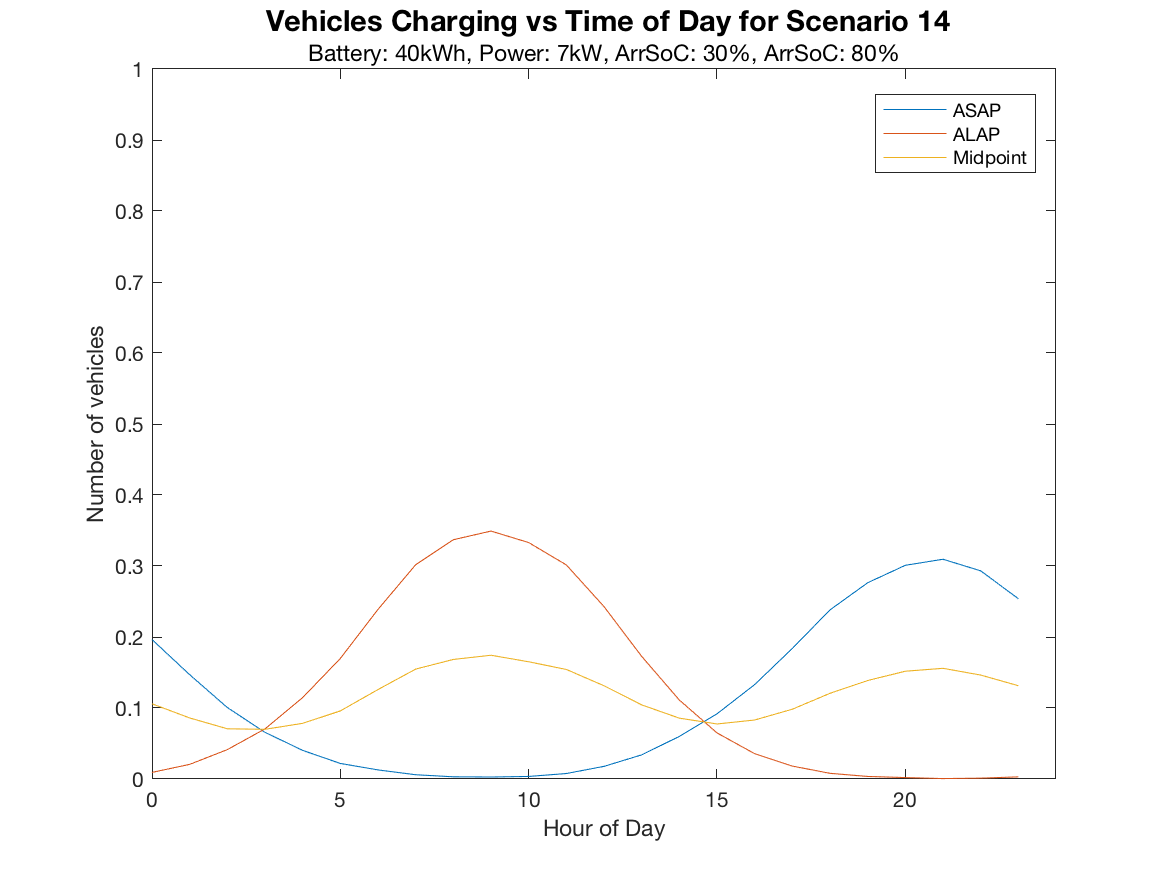 Vehicles Charging vs Time of Day for Scenario 14
Battery: 40kWh, Power: 7kW, ArrSoC: 30%, ArrSoC: 80%
1
0.9
0.8
0.7
0.6
0.5
0.4
0.3
0.2
0.1
0
Number of vehicles
ASAP
ALAP
Midpoint
0 5 10 15 20
Hour of Day